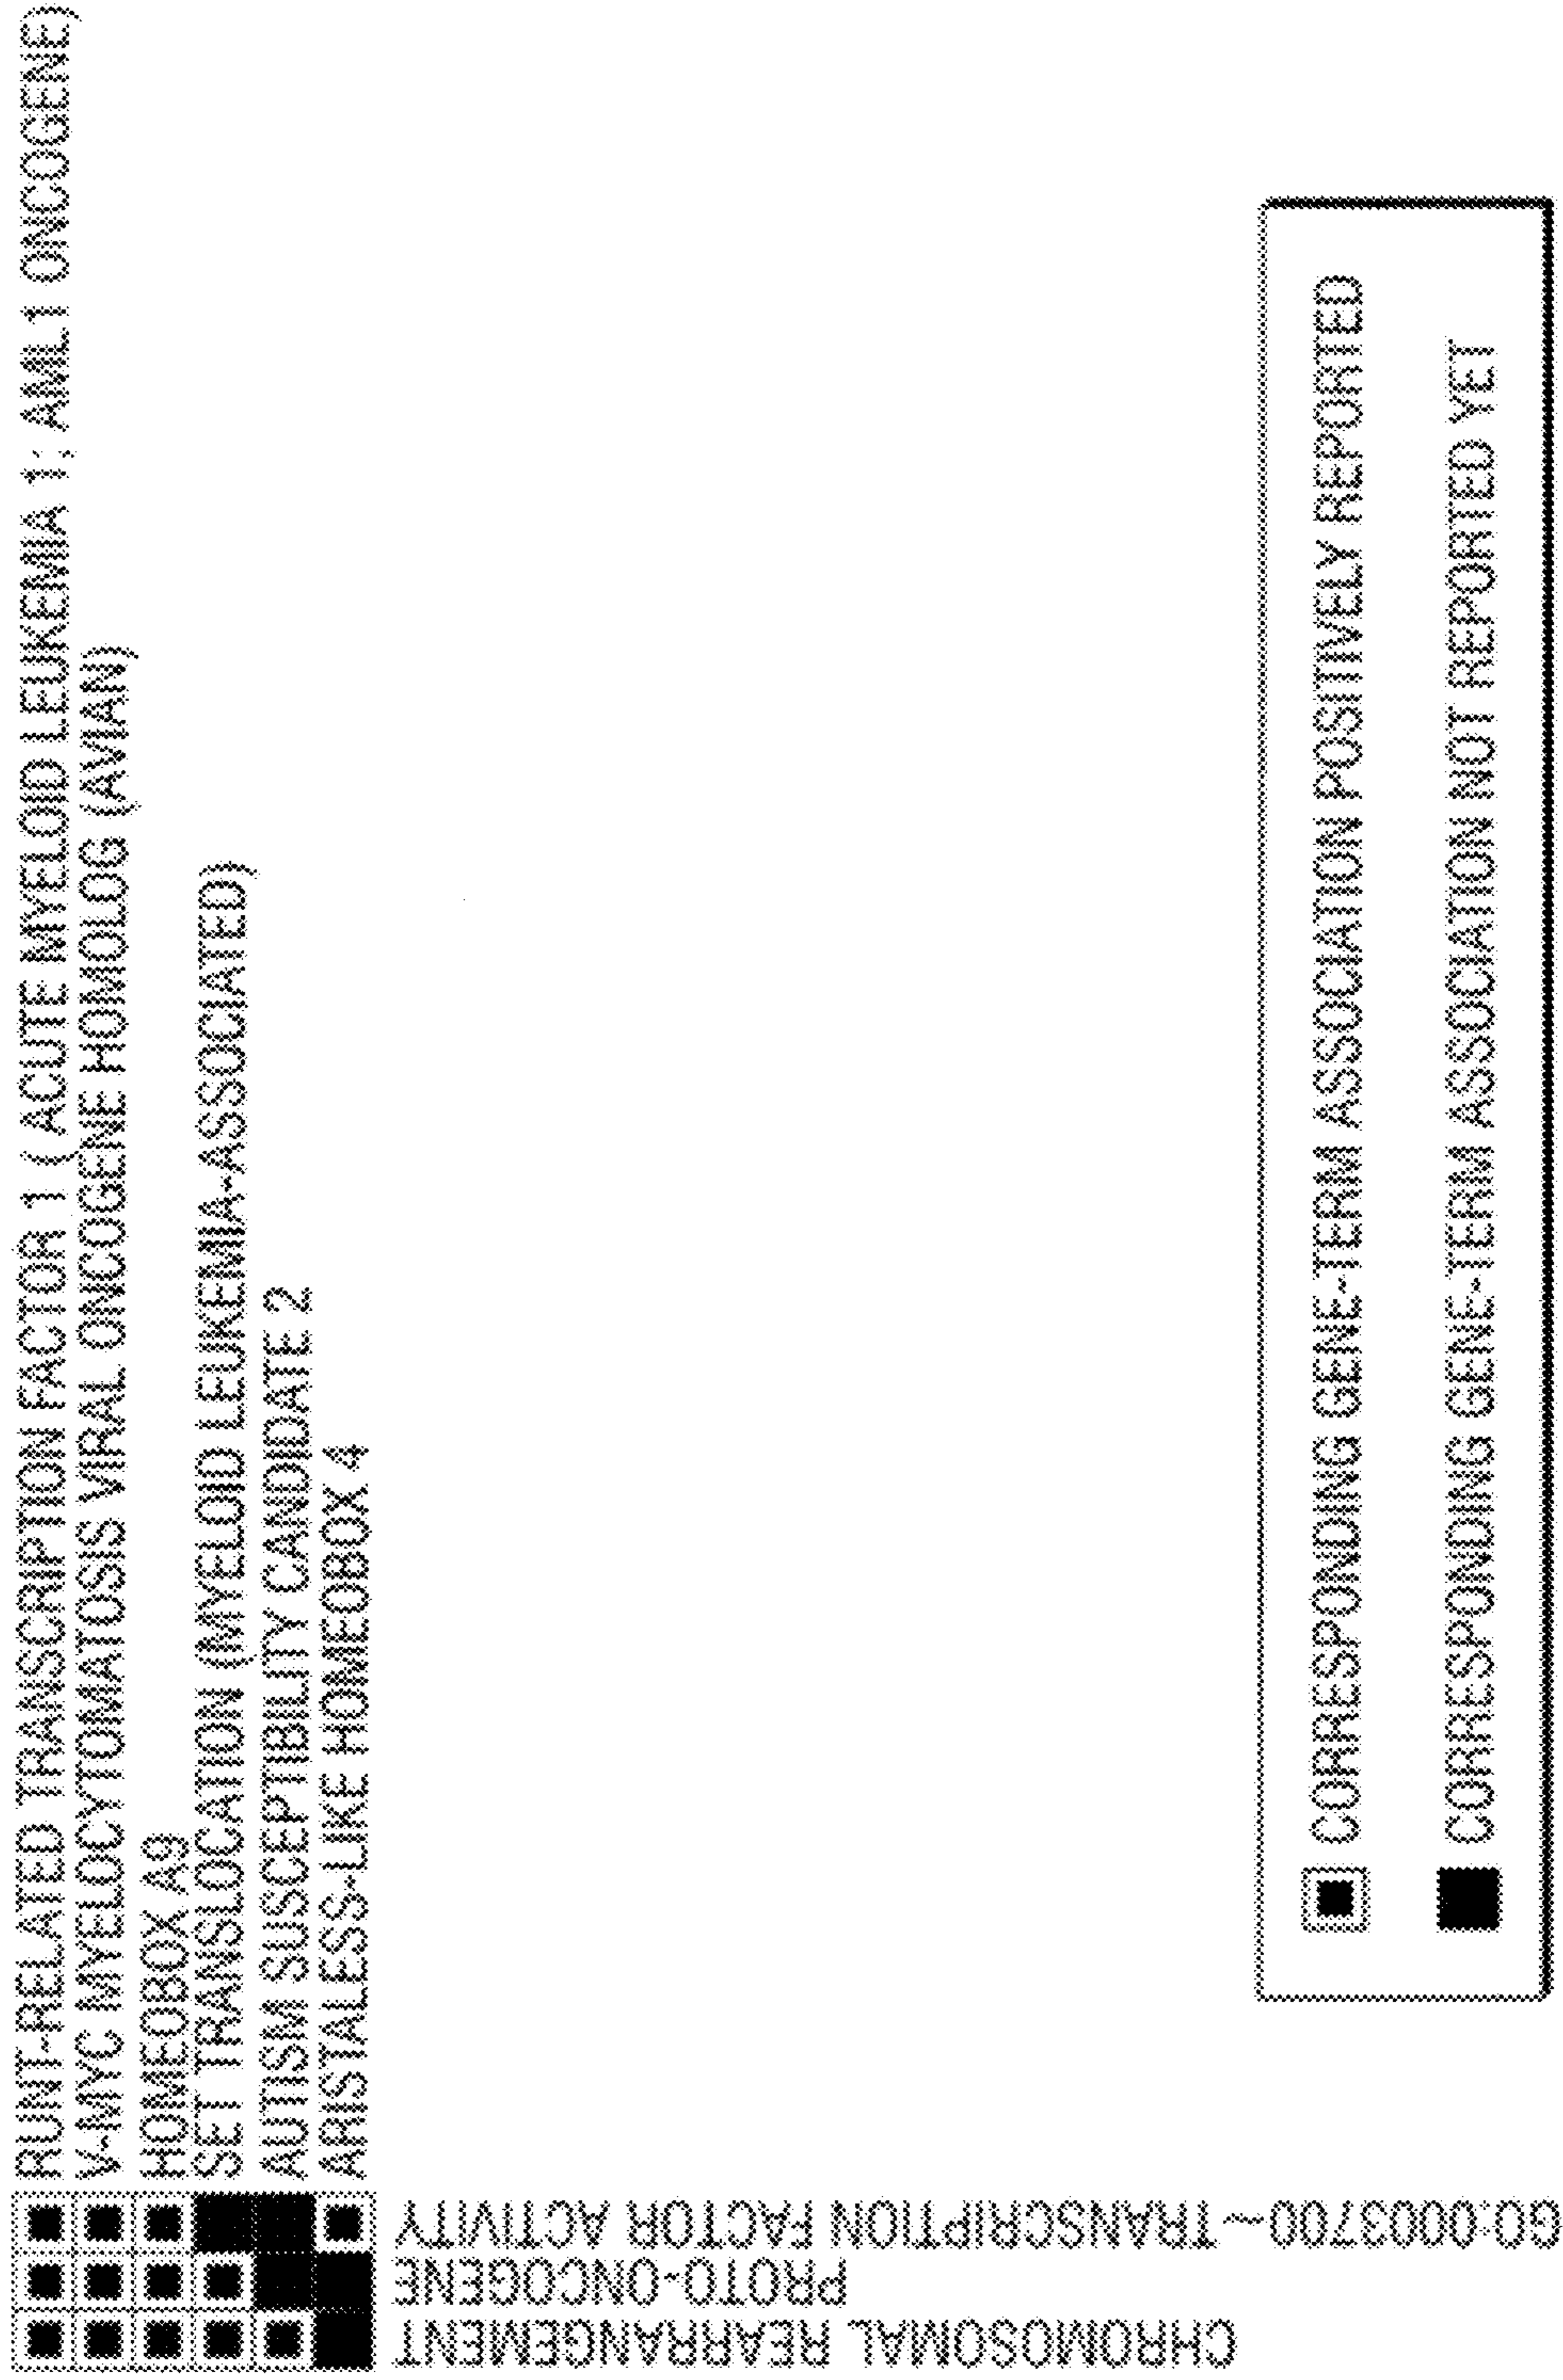 RUNT-RELATED TRANSCRIPTION FACTOR 1 ( ACUTE MYELOID LEUKEMIA 1; AML1 ONCOGENE)
V-MYC MYELOCYTOMATOSIS VIRAL ONCOGENE HOMOLOG (AVIAN)
HOMEOBOX A9
SET TRANSLOCATION (MYELOID LEUKEMIA-ASSOCIATED)
AUTISM SUSCEPTIBILITY CANDIDATE 2
ARISTALESS-LIKE HOMEOBOX 4
CHROMOSOMAL REARRANGEMENT
PROTO-ONCOGENE
GO:0003700~TRANSCRIPTION FACTOR ACTIVITY
CORRESPONDING GENE-TERM ASSOCIATION POSITIVELY REPORTED
CORRESPONDING GENE-TERM ASSOCIATION NOT REPORTED YET